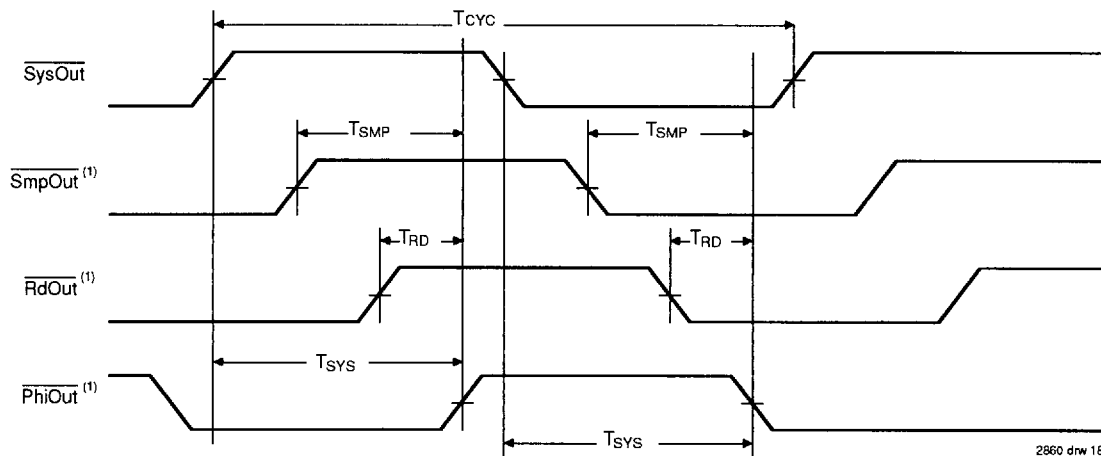 TCYC
SysOut
TSMP TSMP
SmpOut (1)
TRD TRD
RdOut (1)
TSYS
PhiOut (1)
TSYS
2860 drw 18